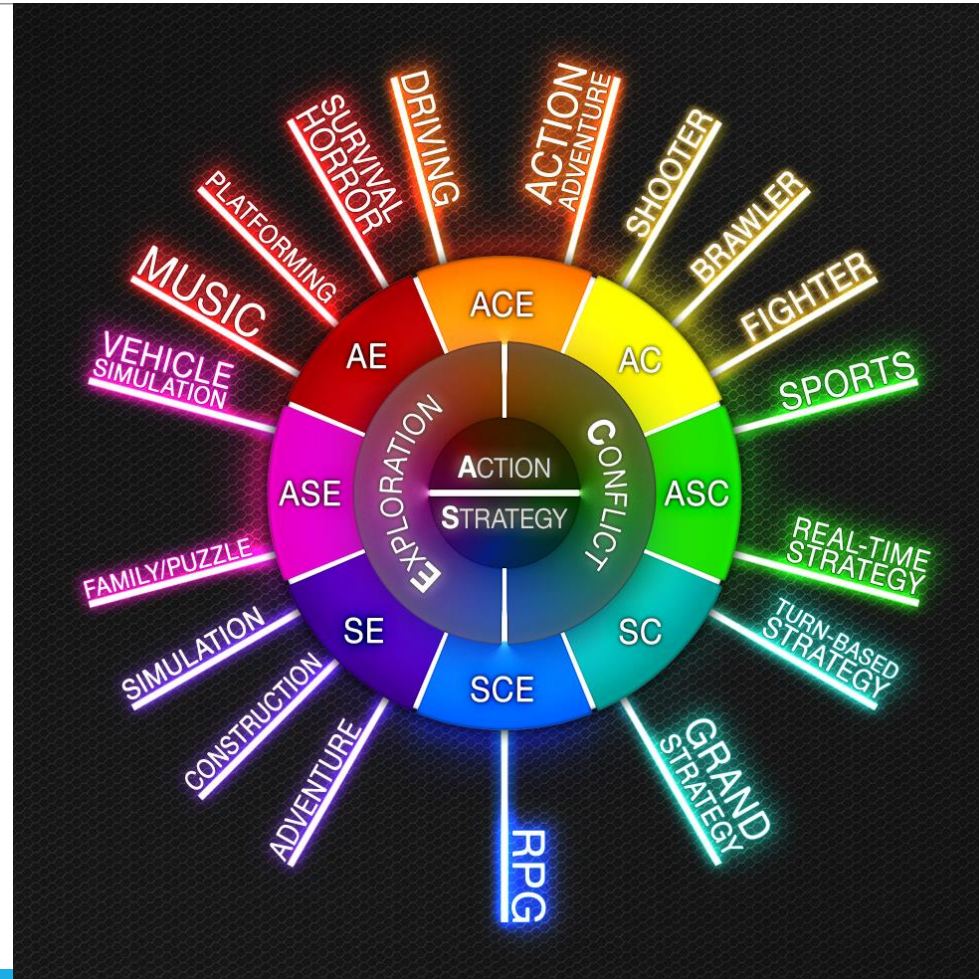 DRIVING
ACTION
ADVENTURE
SURVIVAL
HORROR
SHOOTER
PLATFORMING
BRAWLER
MUSIC
FIGHTER
VEHICLE
SIMULATION
SPORTS
ACE
AE
AC
ASE
ASC
SE
SC
SCE
EXPLORATION
CONFLICT
ACTION
STRATEGY
FAMILY/PUZZLE
REAL-TIME
STRATEGY
SIMULATION
TURN-BASED
STRATEGY
CONSTRUCTION
ADVENTURE
GRAND
STRATEGY
RPG